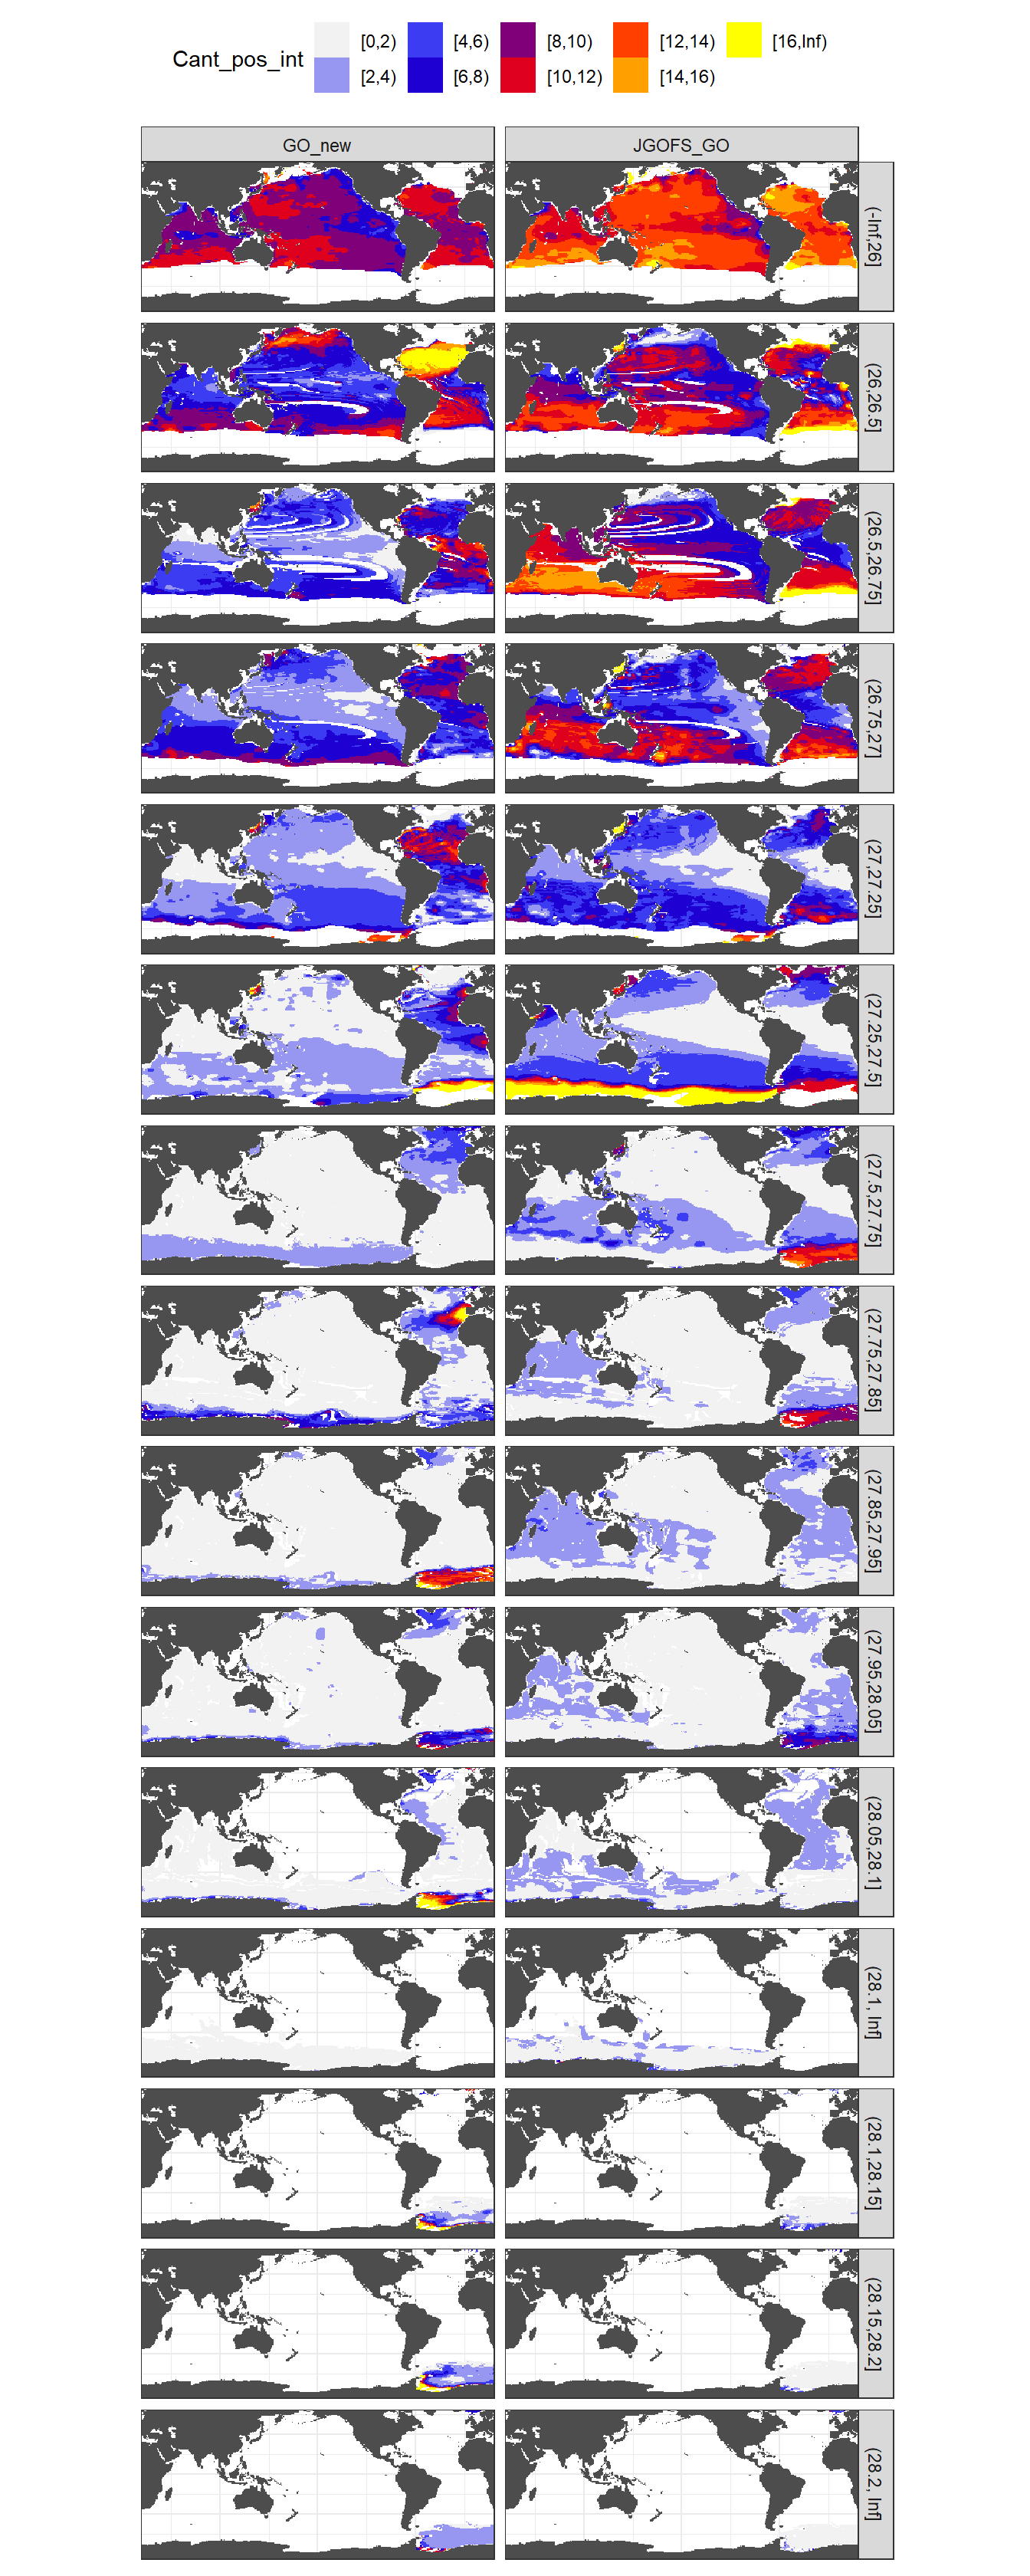 Cant_pos_int
[0,2) [4,6) [8,10) [12,14) [16,Inf)
[2,4) [6,8) [10,12) [14,16)
GO_new JGOFS_GO
(-Inf,26]
(26,26.5]
(26.5,26.75]
(26.75,27]
(27,27.25]
(27.25,27.5]
(27.5,27.75]
(27.75,27.85]
(27.85,27.95]
(27.95,28.05]
(28.05,28.1]
(28.1, Inf]
(28.1,28.15]
(28.15,28.2]
(28.2, Inf]